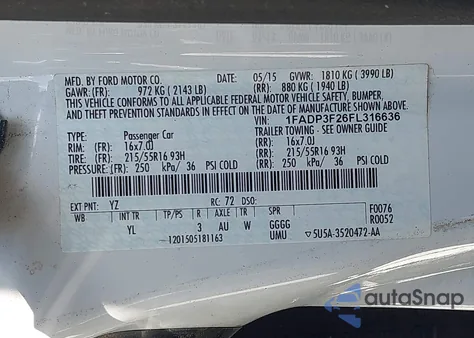 MFD. BY FORD MOTOR CO. 05/15 GVWR: 1810 KG ( 3990 LB)
GAWR: (FR): 972 KG ( 2143 LB) (RR): 880 KG ( 1940 LB)
THIS VEHICLE CONFORMS TO ALL APPLICABLE FEDERAL MOTOR VEHICLE SAFETY, BUMPER,
AND THEFT PREVENTION STANDARDS IN EFFECT ON THE DATE OF MANUFACTURE SHOWN ABOVE.
VIN: 1FADP3F26FL316636
TYPE: Passenger Car TRAILER TOWING - SEE OWNER GUIDE
RIM: (FR): 16x7.0J (RR): 16x7.0J
TIRE: (FR): 215/55R16 93H (RR): 215/55R16 93H
PRESSURE: (FR): 250 kPa/ 36 PSI COLD (RR): 250 kPa/ 36 PSI COLD
EXT PNT: YZ RC: 72 DSO: F0076
WB INT TR TP/PS R AXLE TR SPR R0052
YL 3 AU W GGGG
1201505181163 UMU 5U5A-3520472-AA
autoSnap